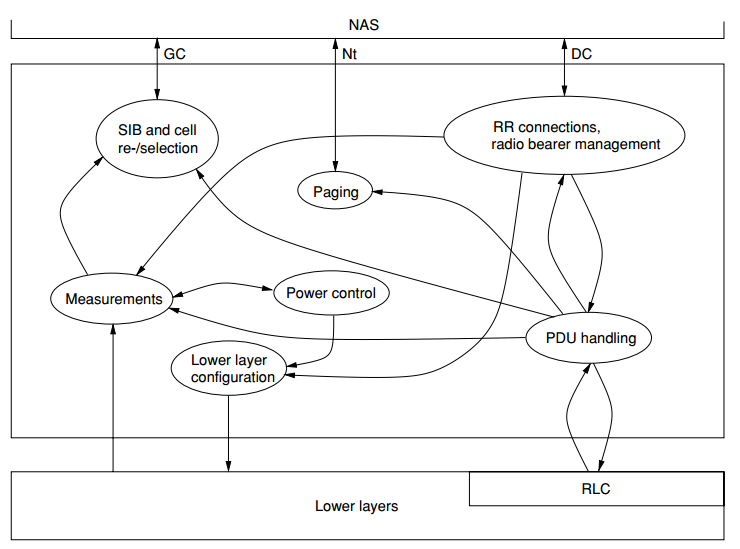 NAS
GC
Nt
DC
SIB and cell
re-/selection
RR connections,
radio bearer management
Paging
Measurements
Power control
PDU handling
Lower layer
configuration
RLC
Lower layers